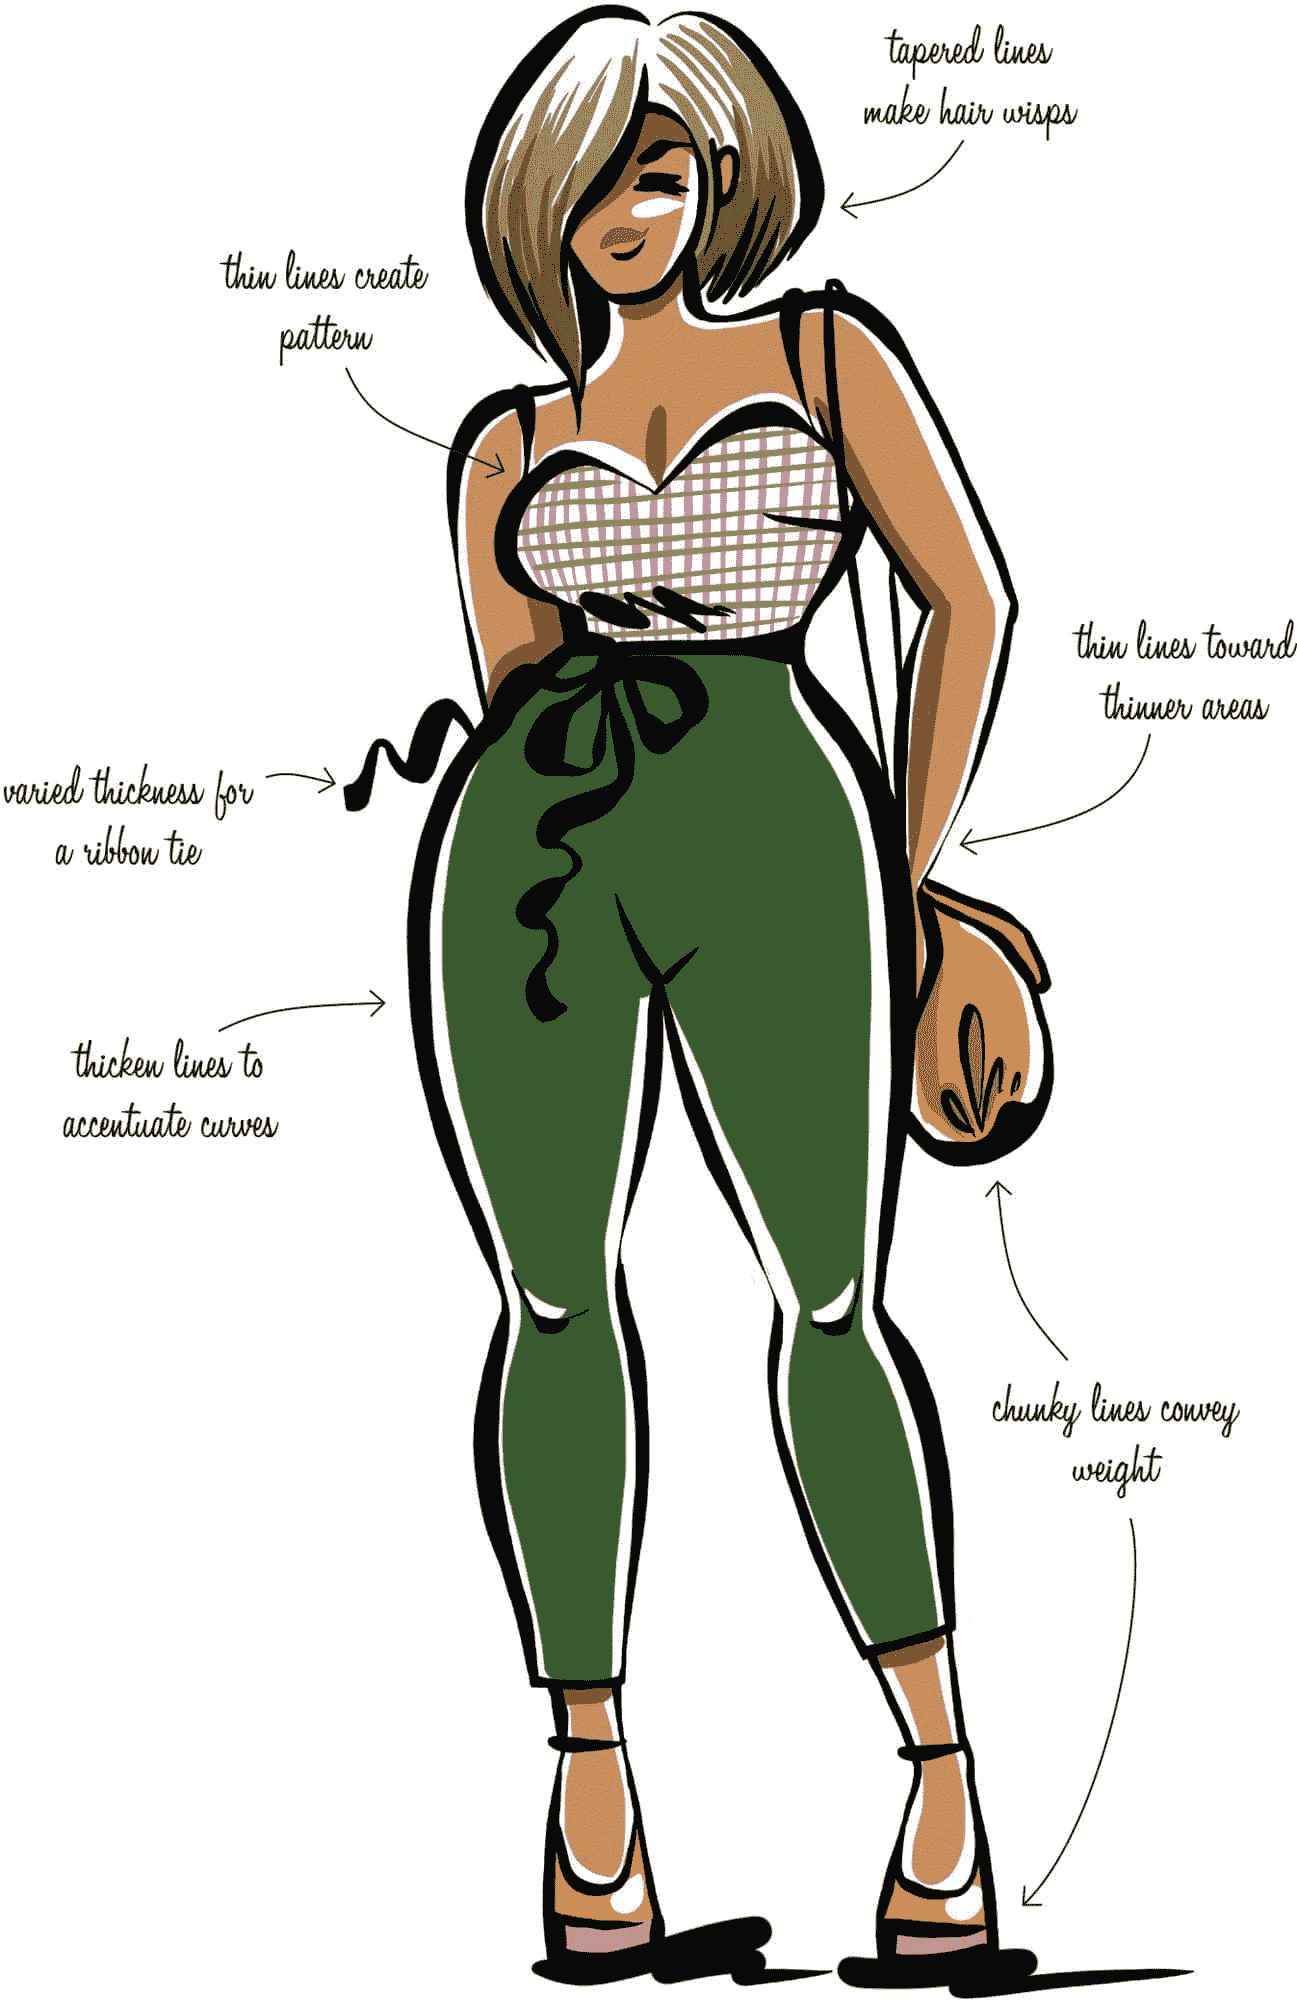 tapered lines
make hair wisps
thin lines create
pattern
thin lines toward
thinner areas
varied thickness for
a ribbon tie
thicken lines to
accentuate curves
chunky lines convey
weight